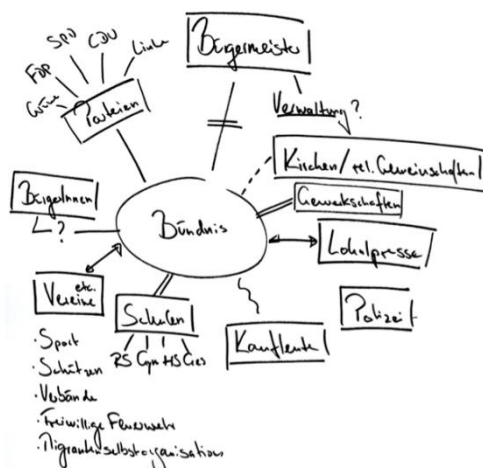 SPD
CDU
Linke
FDP
Grüne
Parteien
Bürgermeister
Verwaltung?
Kirchen/rel. Gemeinschaften
Gewerkschaften
BürgerInnen
?
Bündnis
Lokalpresse
Vereine etc.
Schulen
RS Gym HS Ges
Kaufleute
Polizei
· Sport
· Schützen
· Verbände
· Freiwillige Feuerwehr
· Migrantenselbstorganisation